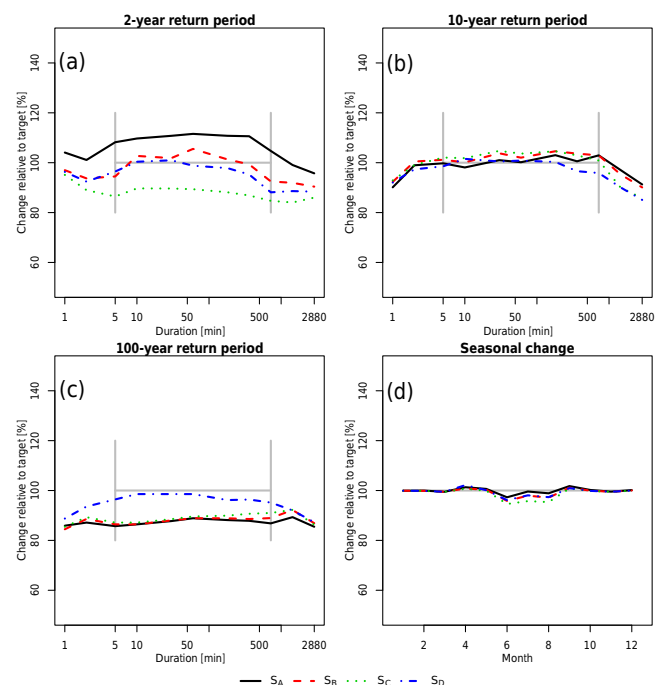 2-year return period
(a)
Change relative to target [%]
140
120
100
80
60
1 5 10 50 500 2880
Duration [min]
10-year return period
(b)
Change relative to target [%]
140
120
100
80
60
1 5 10 50 500 2880
Duration [min]
100-year return period
(c)
Change relative to target [%]
140
120
100
80
60
1 5 10 50 500 2880
Duration [min]
Seasonal change
(d)
Change relative to target [%]
140
120
100
80
60
2 4 6 8 10 12
Month
S_A S_B S_C S_D